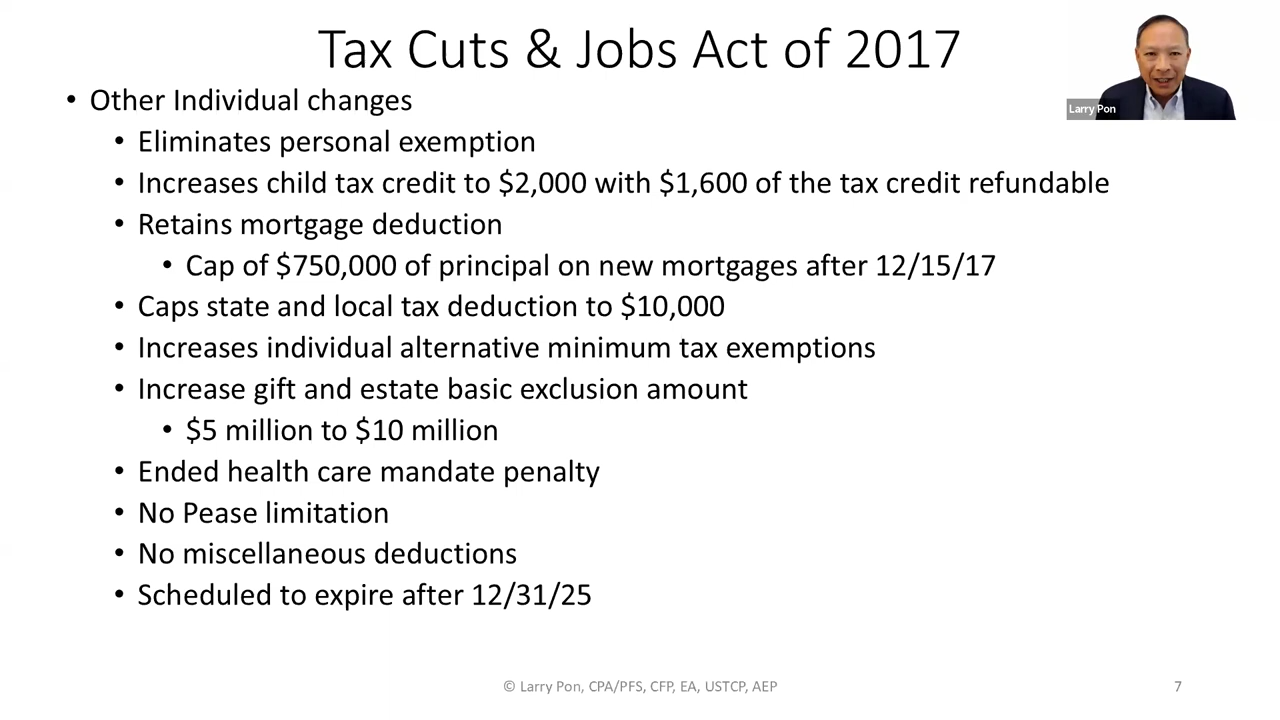 Tax Cuts & Jobs Act of 2017
Larry Pon
• Other Individual changes
• Eliminates personal exemption
• Increases child tax credit to $2,000 with $1,600 of the tax credit refundable
• Retains mortgage deduction
• Cap of $750,000 of principal on new mortgages after 12/15/17
• Caps state and local tax deduction to $10,000
• Increases individual alternative minimum tax exemptions
• Increase gift and estate basic exclusion amount
• $5 million to $10 million
• Ended health care mandate penalty
• No Pease limitation
• No miscellaneous deductions
• Scheduled to expire after 12/31/25
© Larry Pon, CPA/PFS, CFP, EA, USTCP, AEP
7